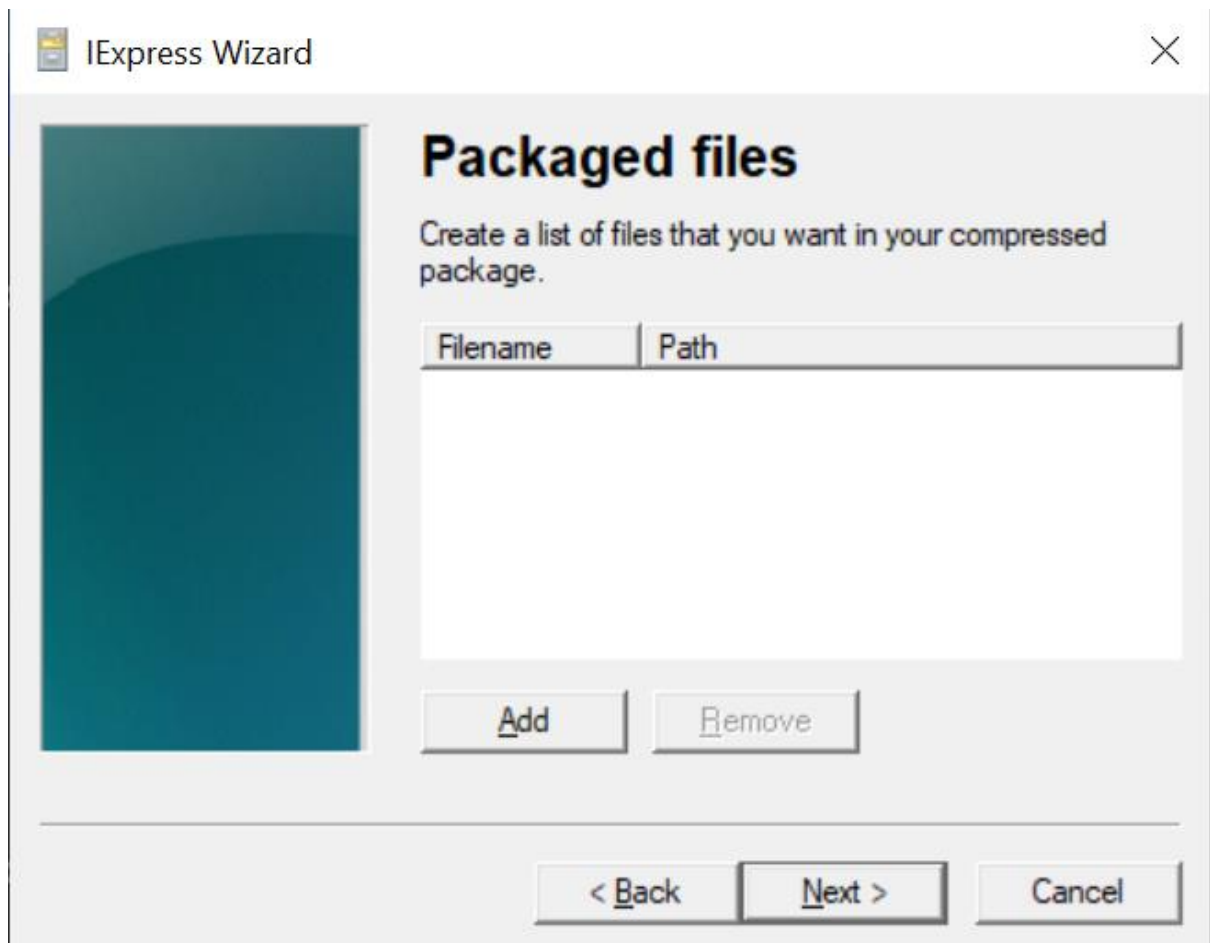 IExpress Wizard
Packaged files
Create a list of files that you want in your compressed
package.
Filename Path
Add Remove
< Back Next > Cancel